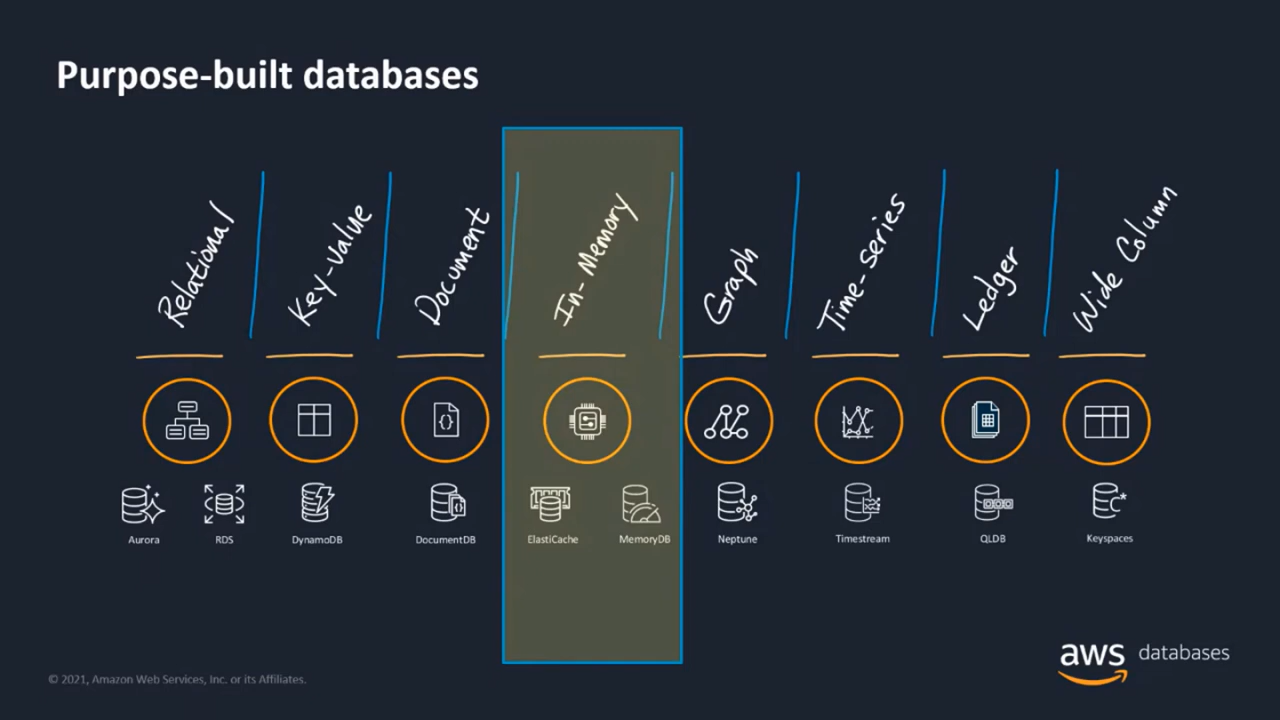 Purpose-built databases
Relational
Key-value
Document
In-Memory
Graph
Time-series
Ledger
Wide Column
{}
{}
C*
Aurora
RDS
DynamoDB
DocumentDB
ElastiCache
MemoryDB
Neptune
Timestream
QLDB
Keyspaces
aws databases
© 2021, Amazon Web Services, Inc. or its Affiliates.